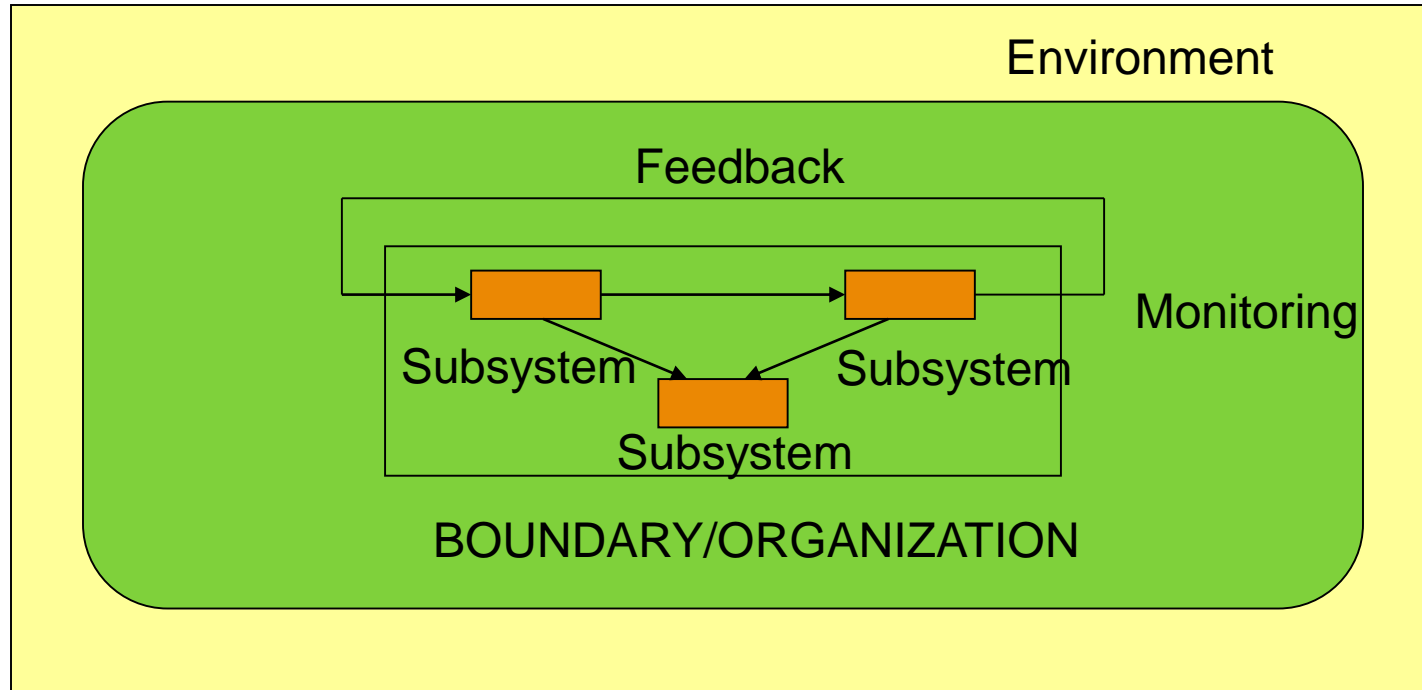 Environment
Feedback
Monitoring
Subsystem
Subsystem
Subsystem
BOUNDARY/ORGANIZATION